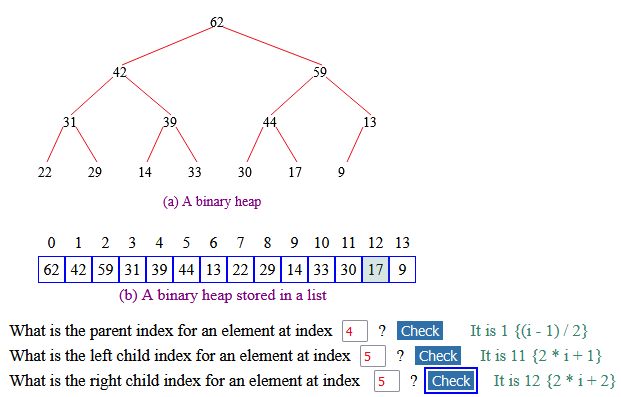 62
42 59
31 39 44 13
22 29 14 33 30 17 9
(a) A binary heap
0 1 2 3 4 5 6 7 8 9 10 11 12 13
62 42 59 31 39 44 13 22 29 14 33 30 17 9
(b) A binary heap stored in a list
What is the parent index for an element at index 4 ? Check It is 1 {(i - 1) / 2}
What is the left child index for an element at index 5 ? Check It is 11 {2 * i + 1}
What is the right child index for an element at index 5 ? Check It is 12 {2 * i + 2}